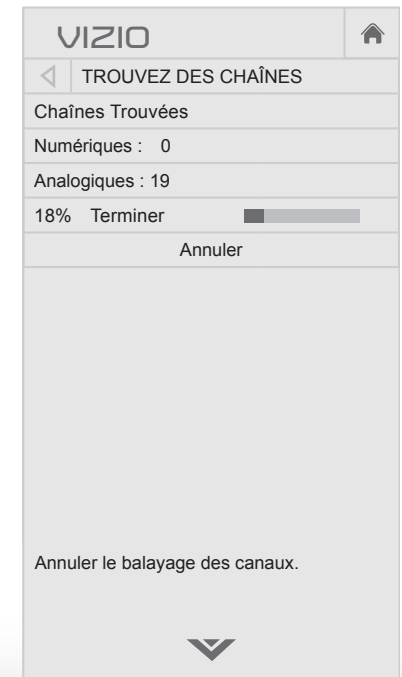 VIZIO
TROUVEZ DES CHAÎNES
Chaînes Trouvées
Numériques : 0
Analogiques : 19
18% Terminer
Annuler
Annuler le balayage des canaux.